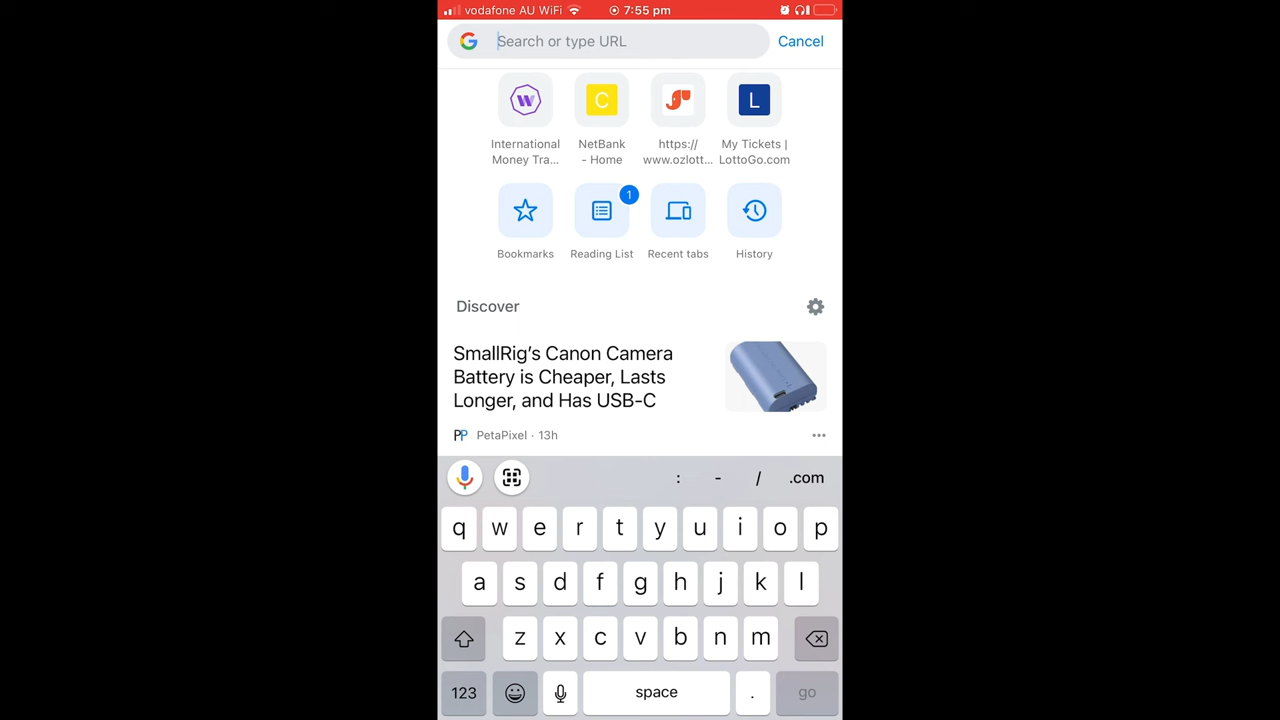 vodafone AU WiFi 7:55 pm
Search or type URL Cancel
W C L
International NetBank https:// My Tickets |
Money Tra... - Home www.ozlott... LottoGo.com
1
Bookmarks Reading List Recent tabs History
Discover
SmallRig’s Canon Camera
Battery is Cheaper, Lasts
Longer, and Has USB-C
PP PetaPixel · 13h
: - / .com
q w e r t y u i o p
a s d f g h j k l
z x c v b n m
123 space . go